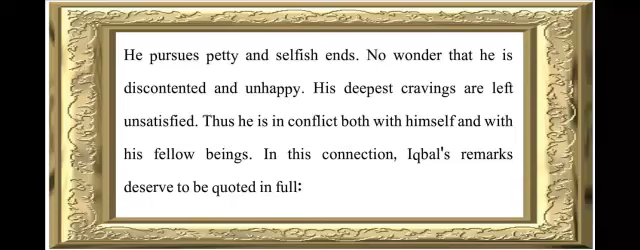 He pursues petty and selfish ends. No wonder that he is
discontented and unhappy. His deepest cravings are left
unsatisfied. Thus he is in conflict both with himself and with
his fellow beings. In this connection, Iqbal's remarks
deserve to be quoted in full: